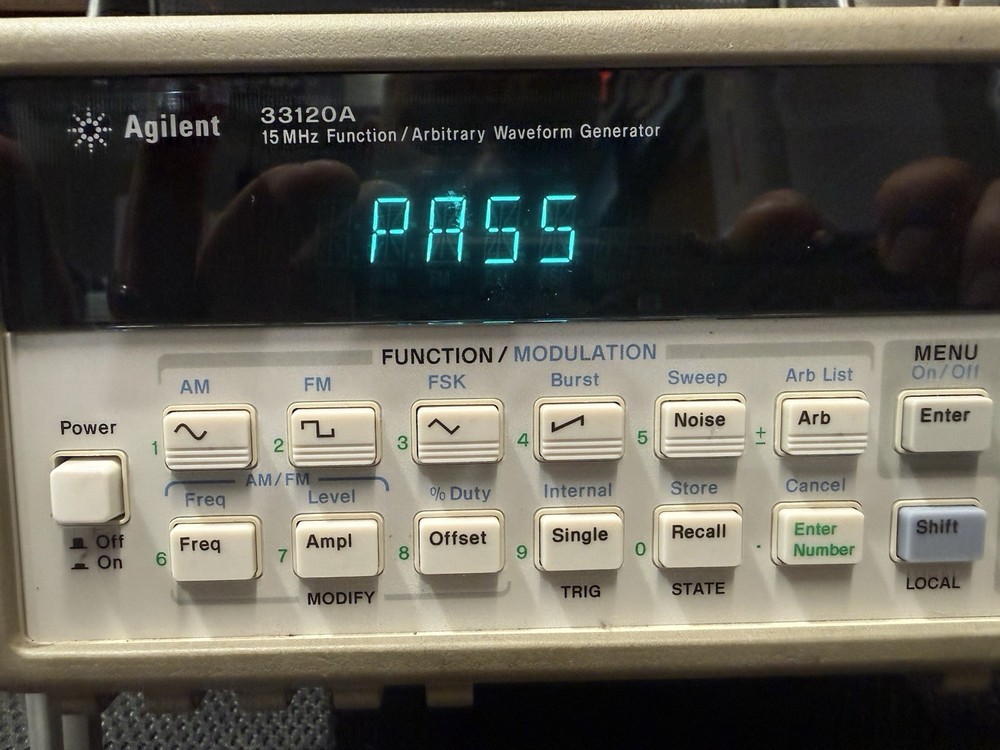 Agilent
33120A
15 MHz Function / Arbitrary Waveform Generator
PASS
FUNCTION / MODULATION
MENU
On/Off
AM FM FSK Burst Sweep Arb List
Power
1 2 3 4 5 Noise ± Arb Enter
AM/FM
Freq Level % Duty Internal Store Cancel
6 Freq 7 Ampl 8 Offset 9 Single 0 Recall . Enter Number Shift
Off
On
MODIFY TRIG STATE LOCAL